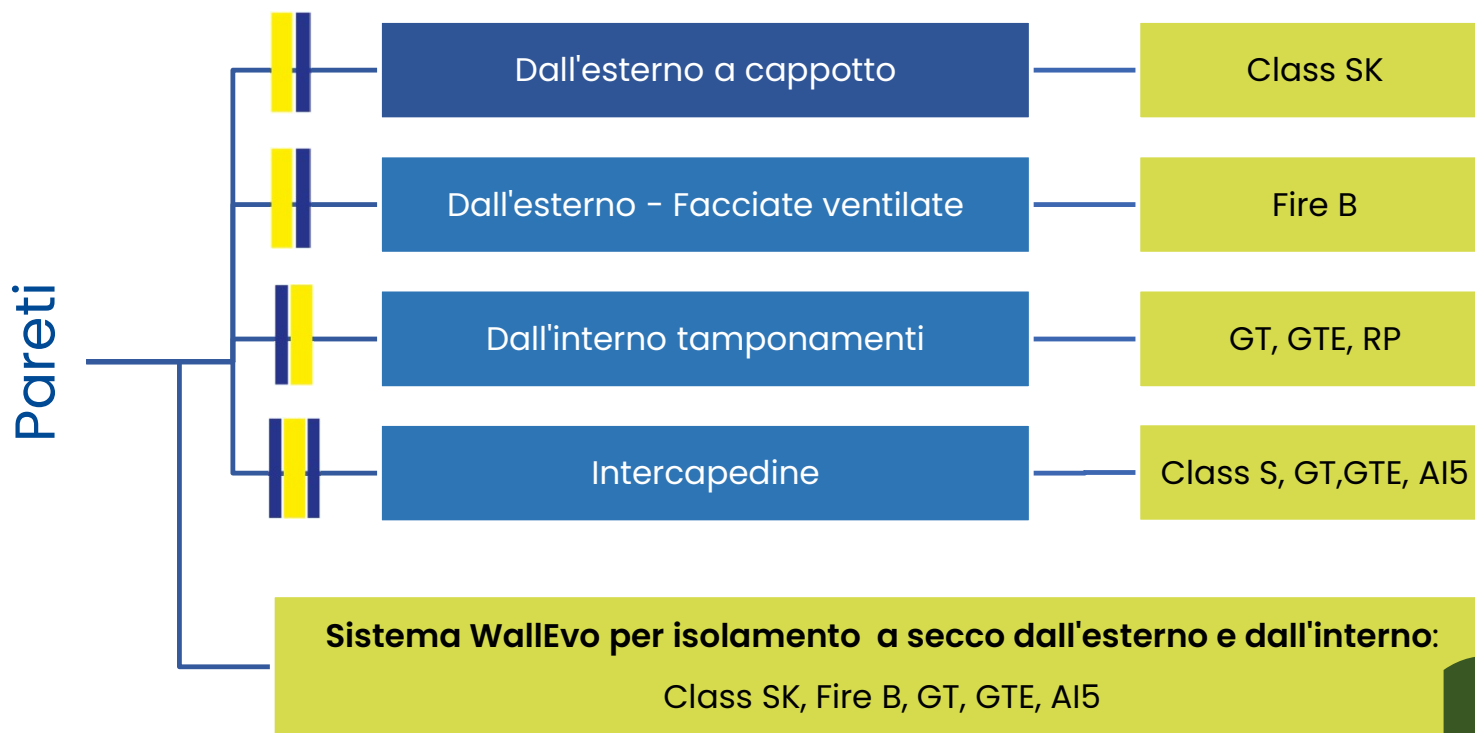 Pareti
Dall'esterno a cappotto
Class SK
Dall'esterno - Facciate ventilate
Fire B
Dall'interno tamponamenti
GT, GTE, RP
Intercapedine
Class S, GT,GTE, AI5
Sistema WallEvo per isolamento a secco dall'esterno e dall'interno:
Class SK, Fire B, GT, GTE, AI5